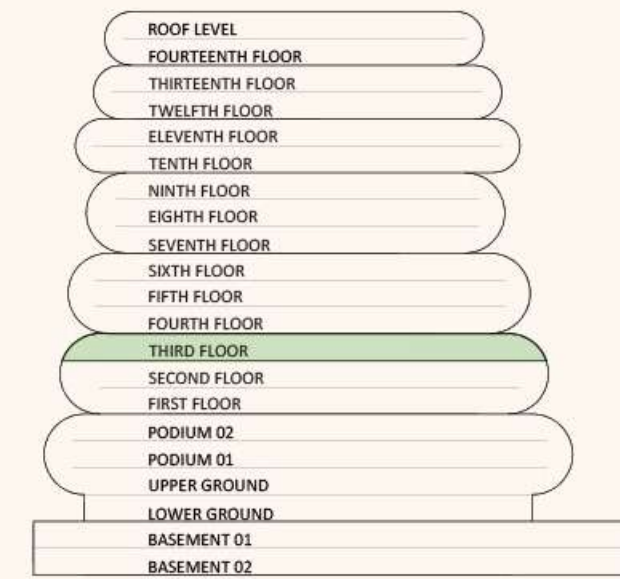 ROOF LEVEL
FOURTEENTH FLOOR
THIRTEENTH FLOOR
TWELFTH FLOOR
ELEVENTH FLOOR
TENTH FLOOR
NINTH FLOOR
EIGHTH FLOOR
SEVENTH FLOOR
SIXTH FLOOR
FIFTH FLOOR
FOURTH FLOOR
THIRD FLOOR
SECOND FLOOR
FIRST FLOOR
PODIUM 02
PODIUM 01
UPPER GROUND
LOWER GROUND
BASEMENT 01
BASEMENT 02